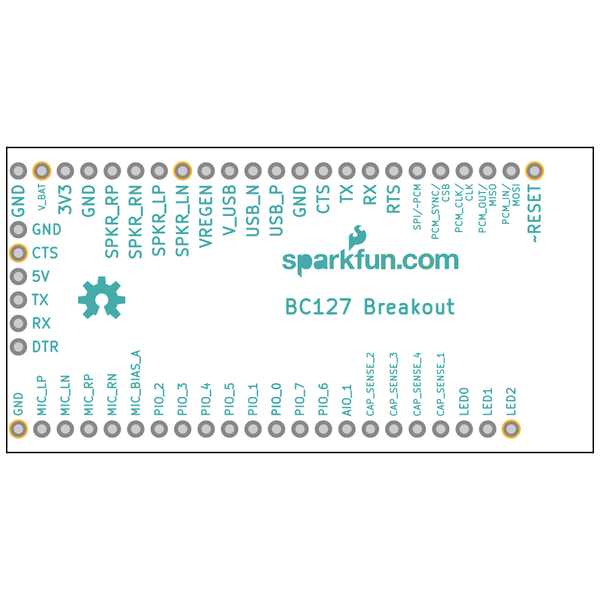 GND
V_BAT
3V3
GND
SPKR_RP
SPKR_RN
SPKR_LP
SPKR_LN
VREGEN
V_USB
USB_N
USB_P
GND
CTS
TX
RX
RTS
SPI/-PCM
PCM_SYNC/
CSB
PCM_CLK/
CLK
PCM_OUT/
MISO
PCM_IN/
MOSI
~RESET
GND
CTS
5V
TX
RX
DTR
sparkfun.com
BC127 Breakout
GND
MIC_LP
MIC_LN
MIC_RP
MIC_RN
MIC_BIAS_A
PIO_2
PIO_3
PIO_4
PIO_5
PIO_1
PIO_0
PIO_7
PIO_6
AIO_1
CAP_SENSE_2
CAP_SENSE_3
CAP_SENSE_4
CAP_SENSE_1
LED0
LED1
LED2